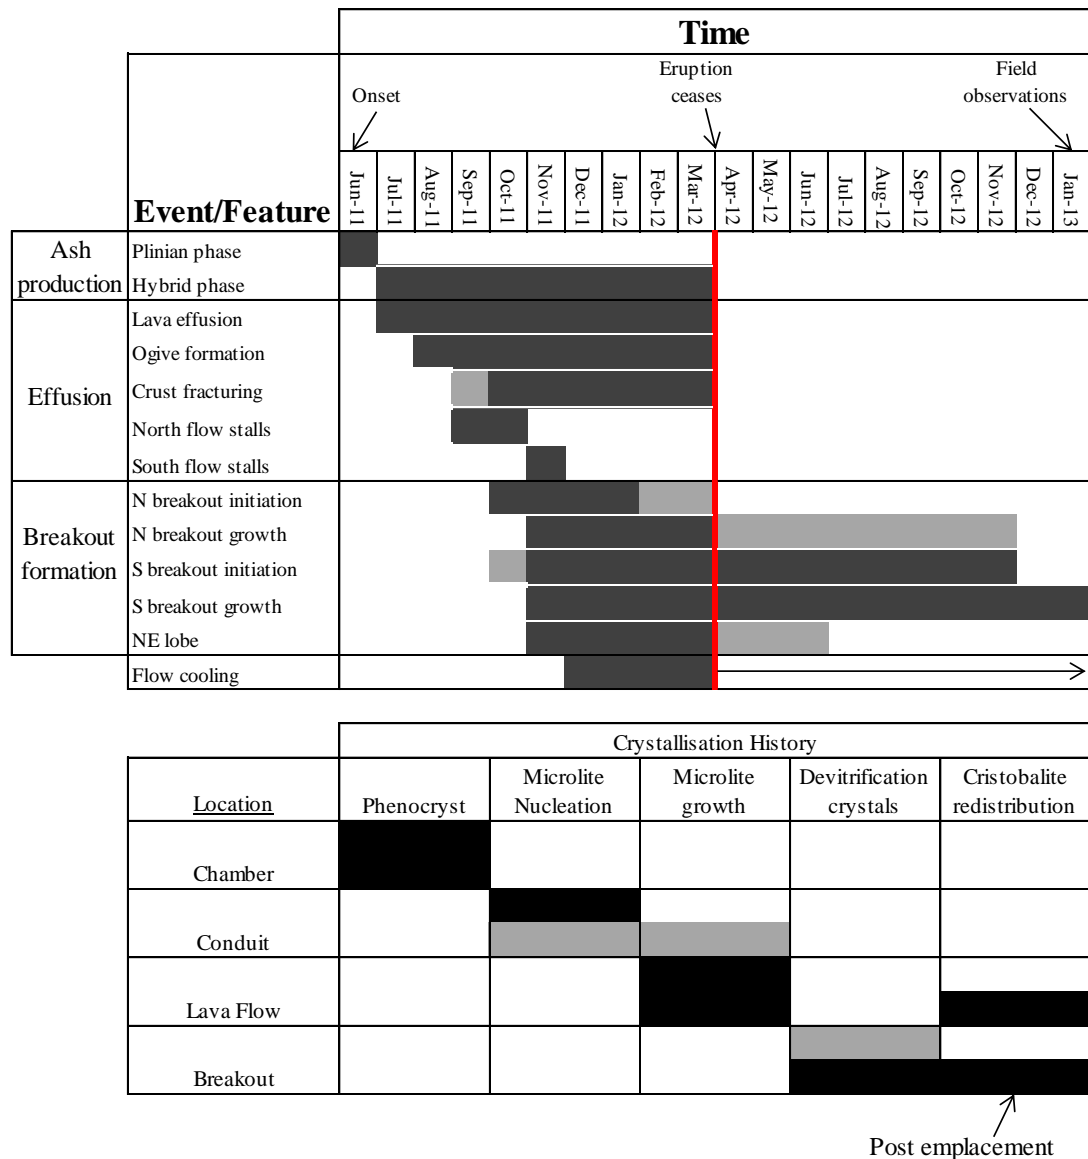 Time
Onset
Eruption
ceases
Field
observations
Event/Feature
Jun-11
Jul-11
Aug-11
Sep-11
Oct-11
Nov-11
Dec-11
Jan-12
Feb-12
Mar-12
Apr-12
May-12
Jun-12
Jul-12
Aug-12
Sep-12
Oct-12
Nov-12
Dec-12
Jan-13
Ash
production
Plinian phase
Hybrid phase
Effusion
Lava effusion
Ogive formation
Crust fracturing
North flow stalls
South flow stalls
Breakout
formation
N breakout initiation
N breakout growth
S breakout initiation
S breakout growth
NE lobe
Flow cooling
Crystallisation History
Location
Phenocryst
Microlite
Nucleation
Microlite
growth
Devitrification
crystals
Cristobalite
redistribution
Chamber
Conduit
Lava Flow
Breakout
Post emplacement